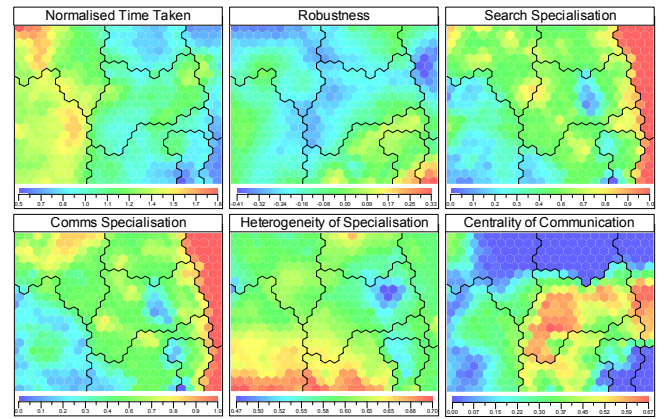 Normalised Time Taken
Robustness
Search Specialisation
0.5 0.7 0.8 1.0 1.1 1.3 1.4 1.5 1.7 1.8
-0.41 -0.32 -0.24 -0.16 -0.08 0.00 0.09 0.17 0.25 0.33
0.0 0.1 0.2 0.3 0.4 0.6 0.7 0.8 0.9 1.0
Comms Specialisation
Heterogeneity of Specialisation
Centrality of Communication
0.0 0.1 0.2 0.3 0.4 0.6 0.7 0.8 0.9 1.0
0.47 0.50 0.52 0.55 0.58 0.60 0.63 0.65 0.68 0.70
0.00 0.07 0.15 0.22 0.30 0.37 0.45 0.52 0.59 0.67